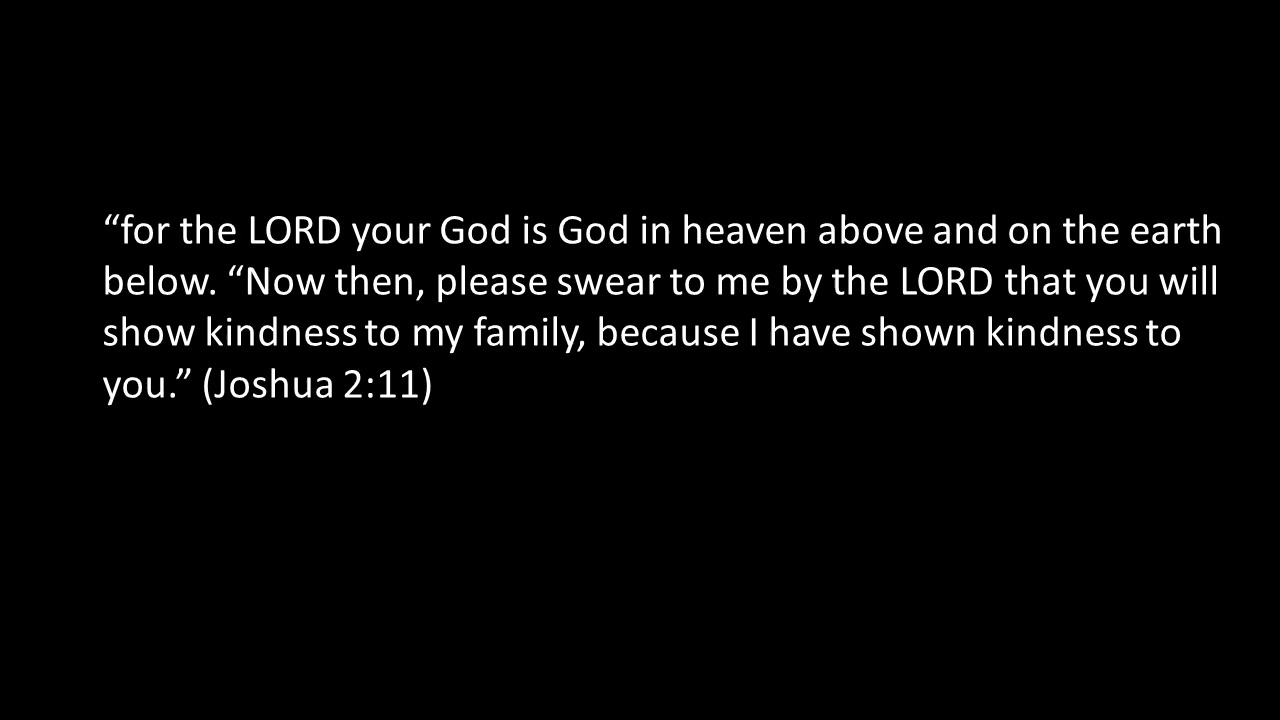 “for the LORD your God is God in heaven above and on the earth
below. “Now then, please swear to me by the LORD that you will
show kindness to my family, because I have shown kindness to
you.” (Joshua 2:11)